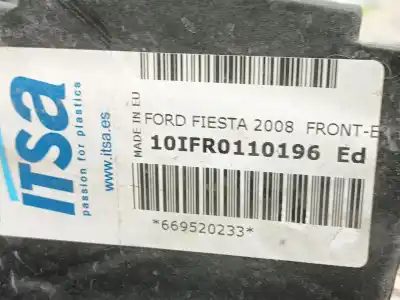 itsa
passion for plastics
www.itsa.es
MADE IN EU
FORD FIESTA 2008 FRONT-E
10IFR0110196 Ed
*669520233*